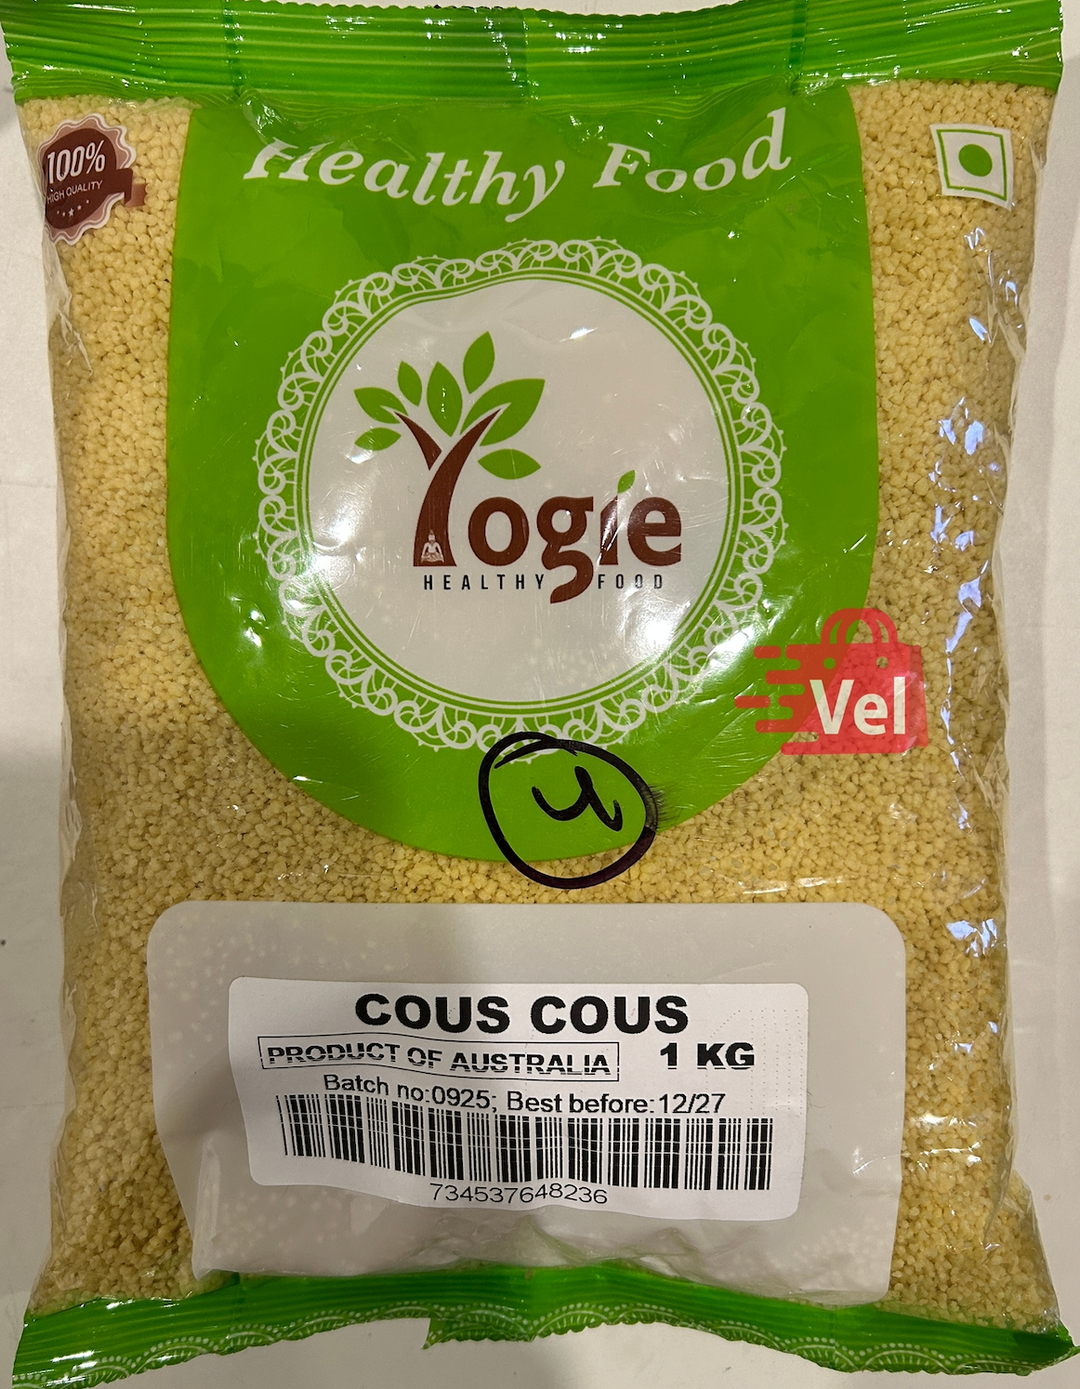 100%
HIGH QUALITY
Healthy Food
Yogie
HEALTHY FOOD
Vel
COUS COUS
PRODUCT OF AUSTRALIA 1 KG
Batch no:0925; Best before:12/27
734537648236